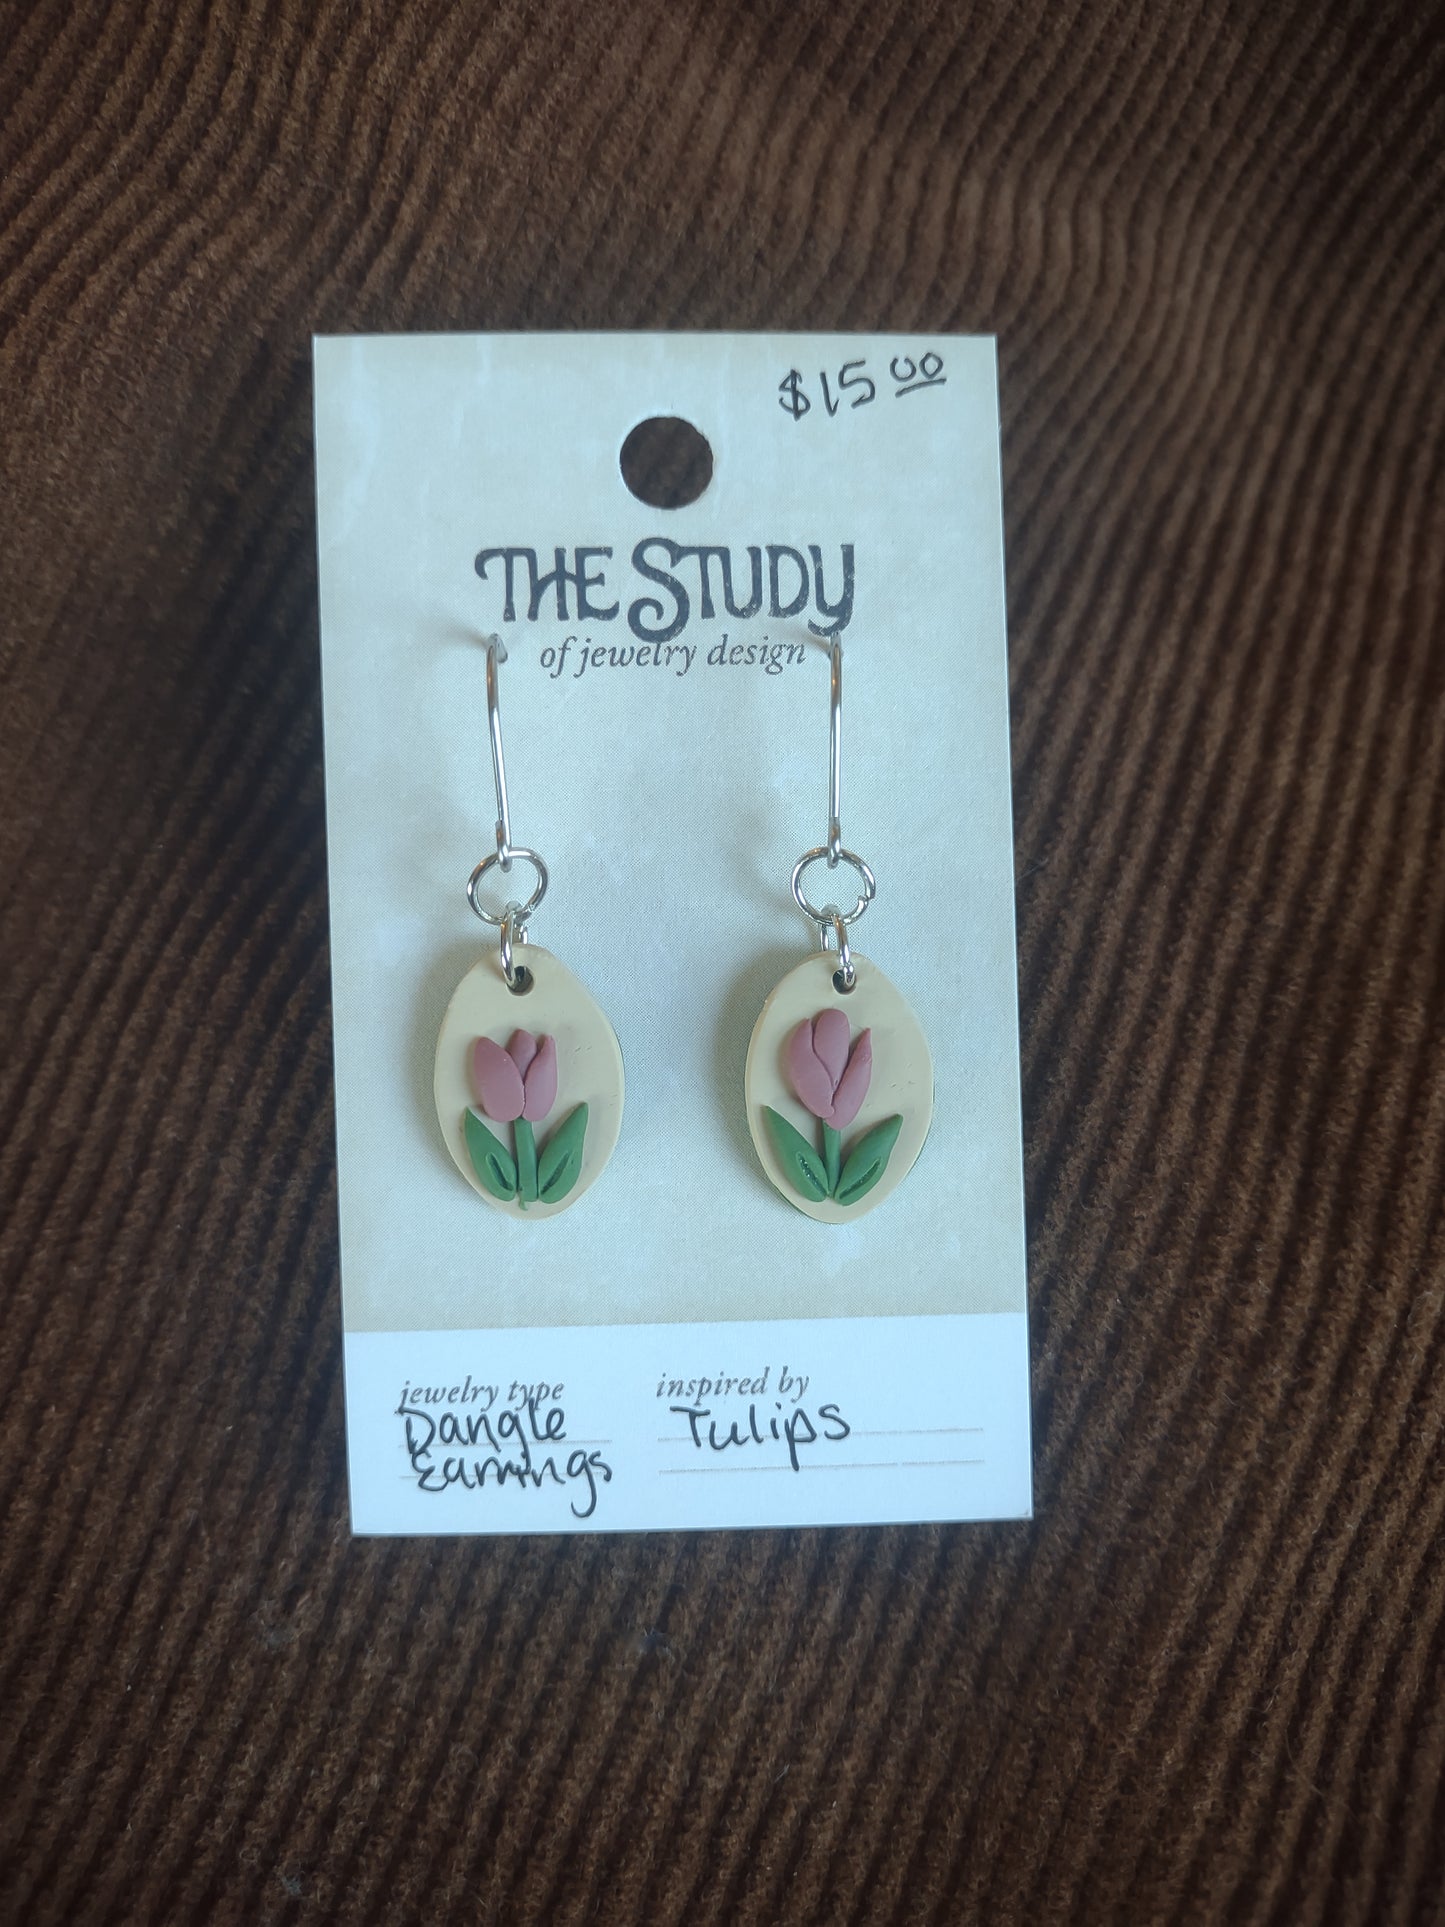 $15.00
THE STUDY
of jewelry design
jewelry type
Dangle
Earrings
inspired by
Tulips